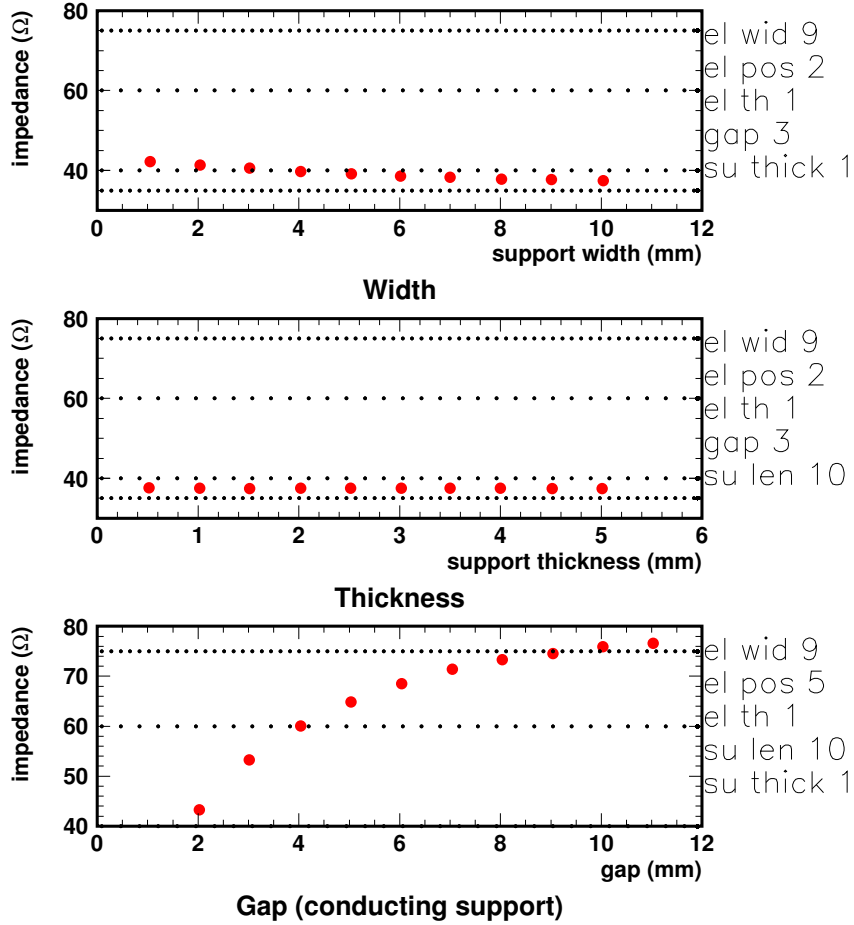 80
60
40
impedance (Ω)
0 2 4 6 8 10 12
support width (mm)
el wid 9
el pos 2
el th 1
gap 3
su thick 1
Width
80
60
40
impedance (Ω)
0 1 2 3 4 5 6
support thickness (mm)
el wid 9
el pos 2
el th 1
gap 3
su len 10
Thickness
80
70
60
50
40
impedance (Ω)
0 2 4 6 8 10 12
gap (mm)
el wid 9
el pos 5
el th 1
su len 10
su thick 1
Gap (conducting support)